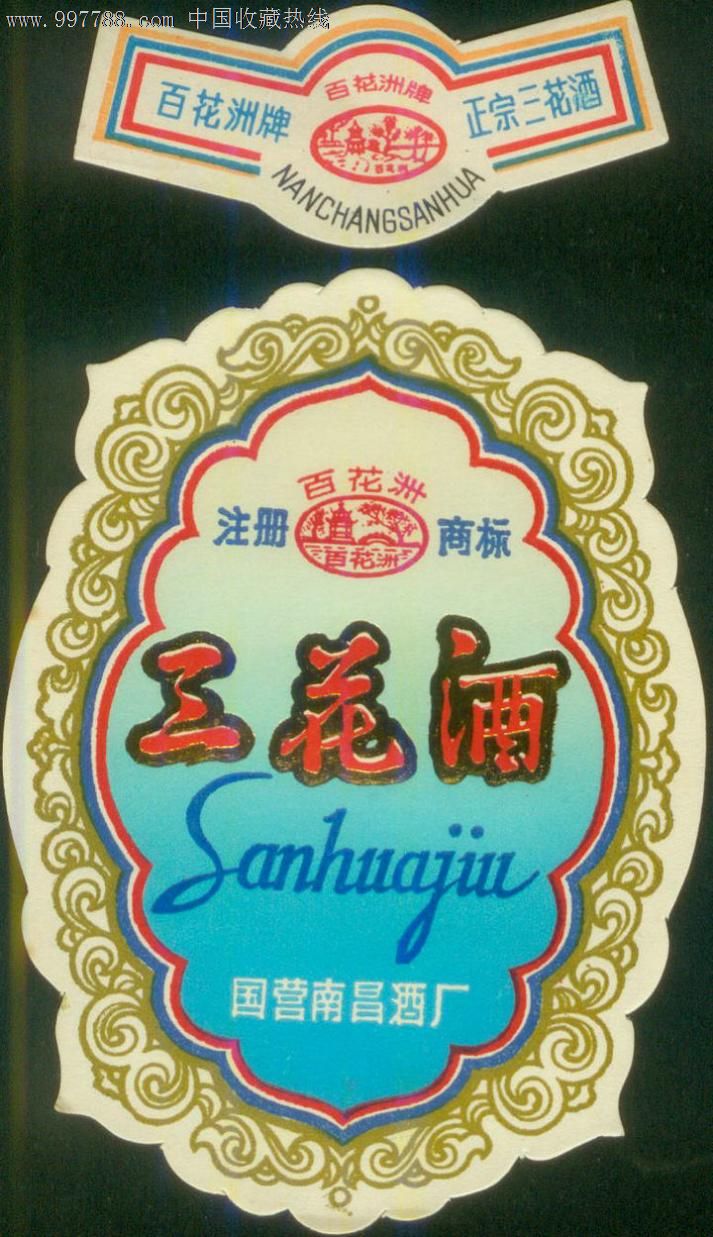 www.997788.com 中国收藏热线
百花洲牌
百花洲牌
正宗三花酒
NANCHANGSANHUA
百花洲
注册
百花洲
商标
三花酒
Sanhuajiu
国营南昌酒厂